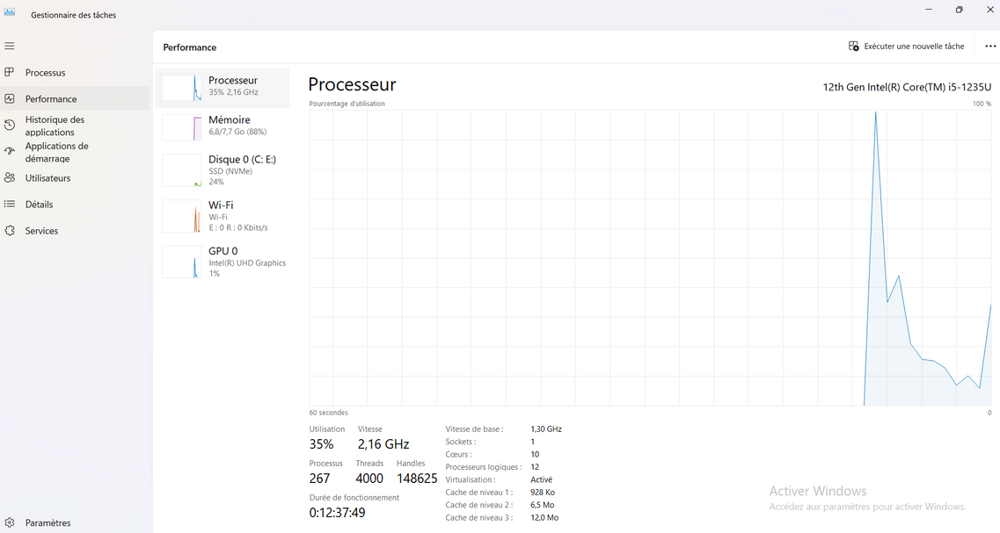 Gestionnaire des tâches
Performance
Exécuter une nouvelle tâche
Processus
Performance
Historique des
applications
Applications de
démarrage
Utilisateurs
Détails
Services
Paramètres
Processeur
35% 2,16 GHz
Mémoire
6,8/7,7 Go (88%)
Disque 0 (C: E:)
SSD (NVMe)
24%
Wi-Fi
Wi-Fi
E : 0 R : 0 Kbits/s
GPU 0
Intel(R) UHD Graphics
1%
Processeur
12th Gen Intel(R) Core(TM) i5-1235U
Pourcentage d'utilisation
100 %
60 secondes
0
Utilisation
35%
Vitesse
2,16 GHz
Processus
267
Threads
4000
Handles
148625
Durée de fonctionnement
0:12:37:49
Vitesse de base : 1,30 GHz
Sockets : 1
Cœurs : 10
Processeurs logiques : 12
Virtualisation : Activé
Cache de niveau 1 : 928 Ko
Cache de niveau 2 : 6,5 Mo
Cache de niveau 3 : 12,0 Mo
Activer Windows
Accédez aux paramètres pour activer Windows.